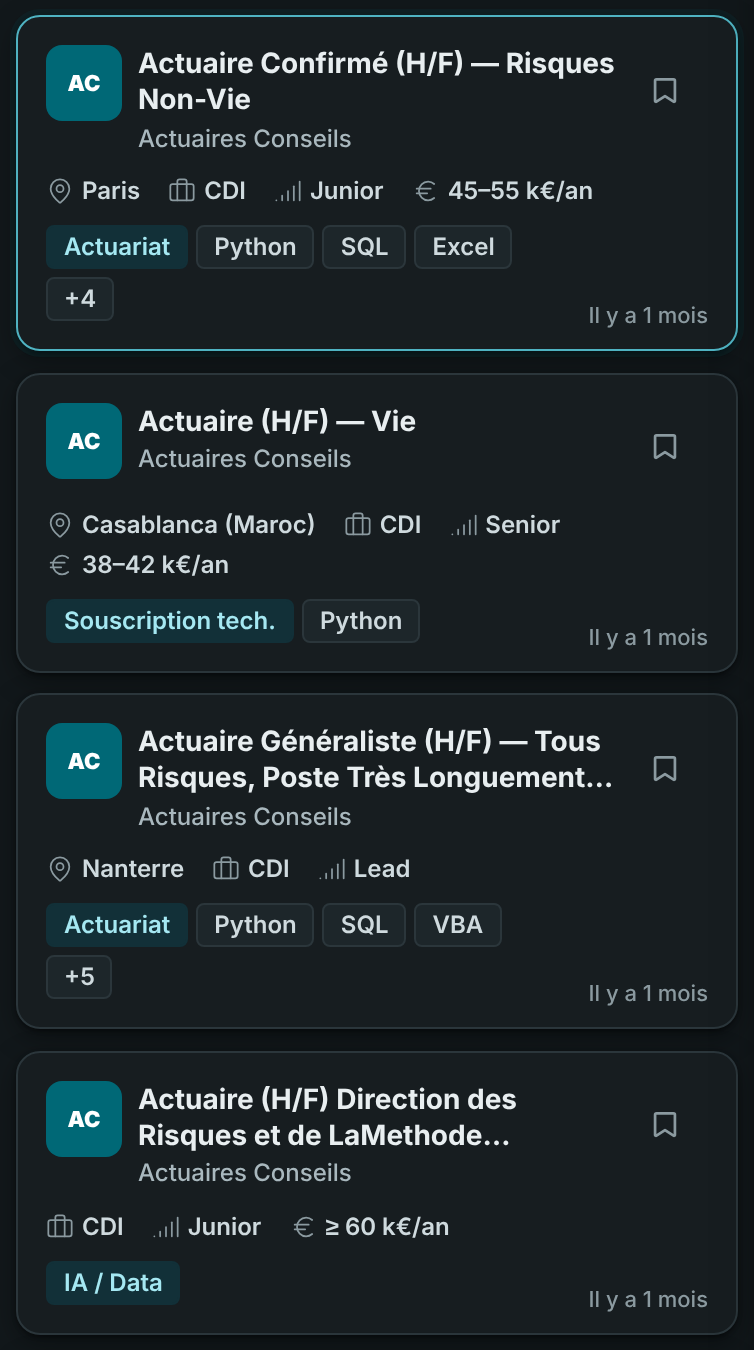 AC
Actuaire Confirmé (H/F) — Risques
Non-Vie
Actuaires Conseils
Paris CDI Junior 45–55 k€/an
Actuariat Python SQL Excel
+4
Il y a 1 mois
AC
Actuaire (H/F) — Vie
Actuaires Conseils
Casablanca (Maroc) CDI Senior
38–42 k€/an
Souscription tech. Python
Il y a 1 mois
AC
Actuaire Généraliste (H/F) — Tous
Risques, Poste Très Longuement...
Actuaires Conseils
Nanterre CDI Lead
Actuariat Python SQL VBA
+5
Il y a 1 mois
AC
Actuaire (H/F) Direction des
Risques et de LaMethode...
Actuaires Conseils
CDI Junior ≥ 60 k€/an
IA / Data
Il y a 1 mois